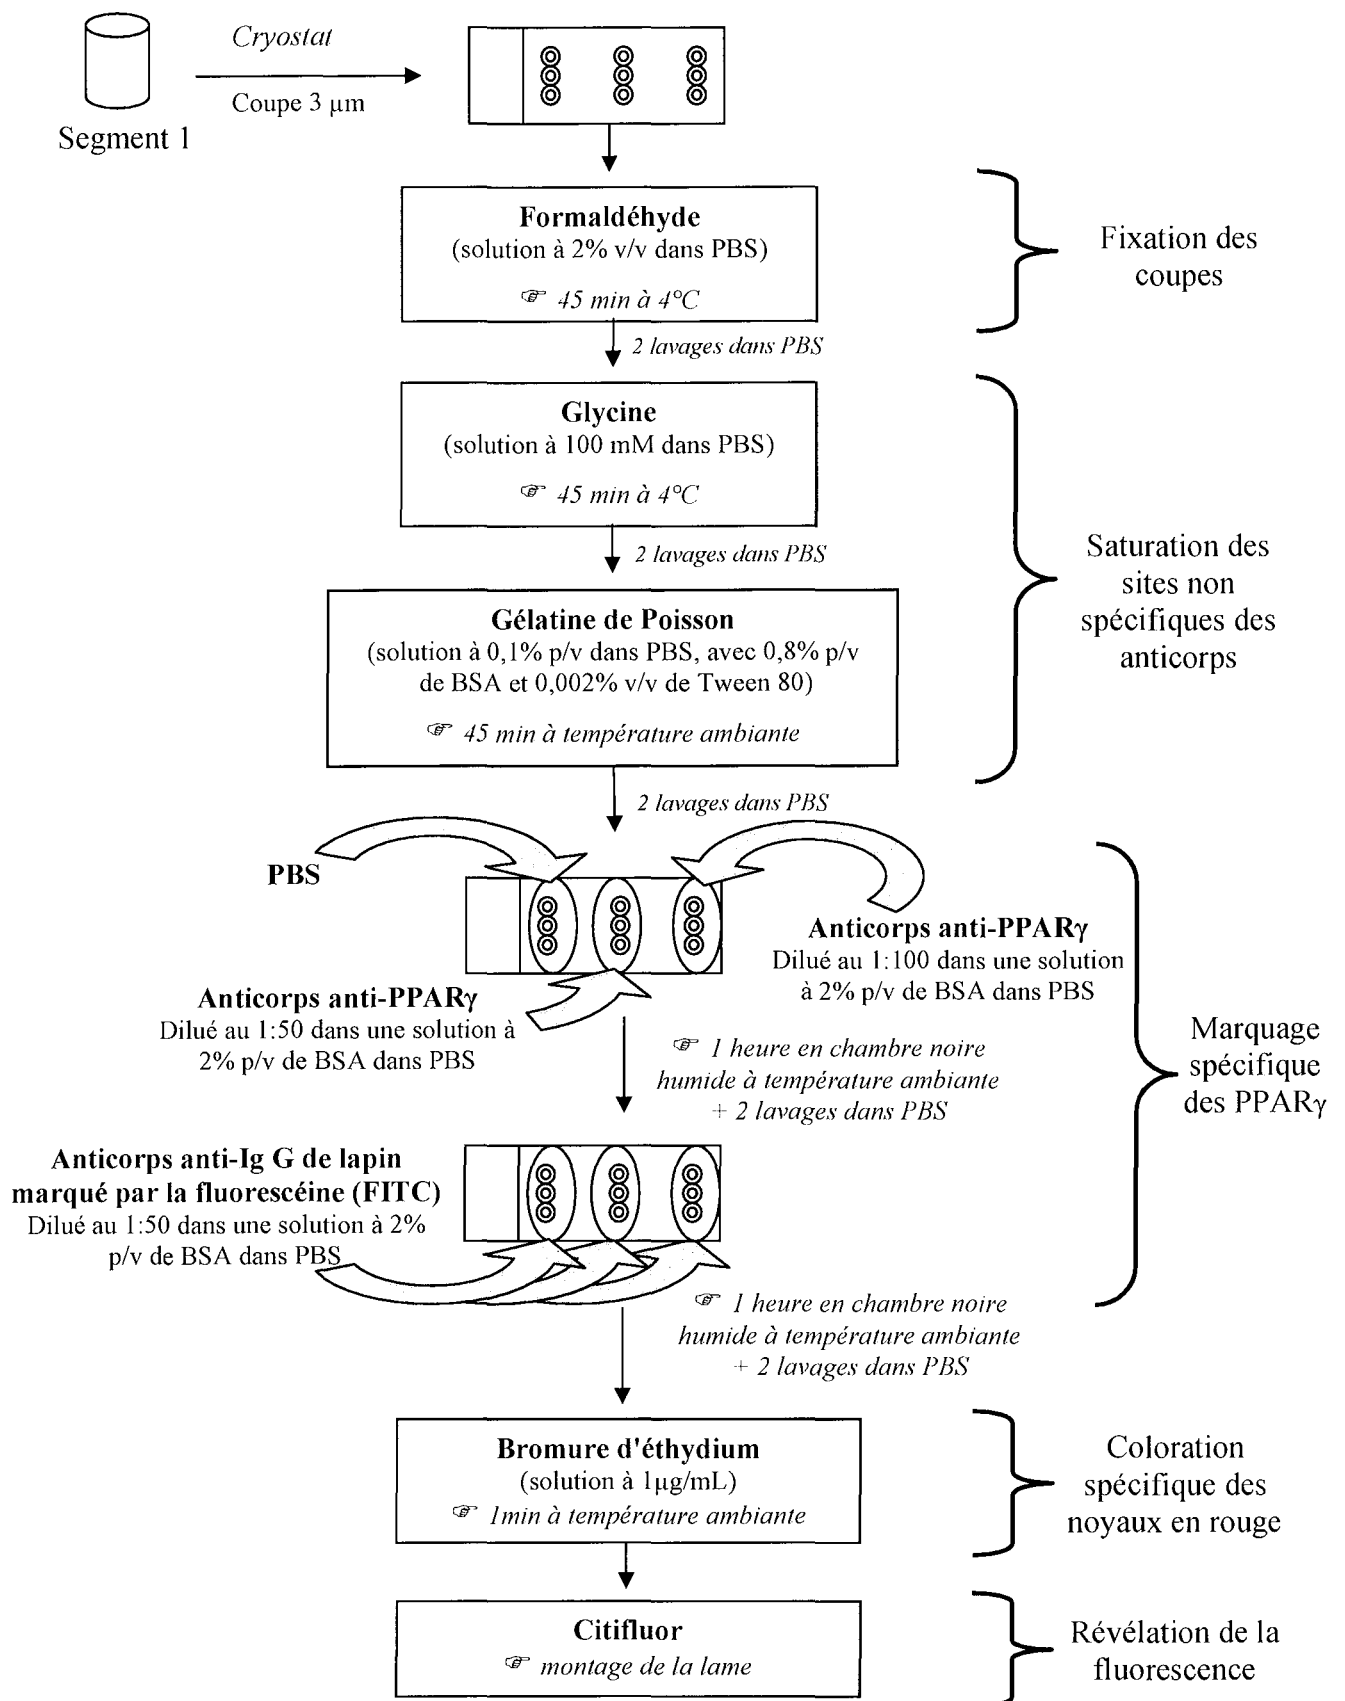 Cryostat
Coupe 3 µm
Segment 1
Formaldéhyde
(solution à 2% v/v dans PBS)
☞ 45 min à 4°C
Fixation des
coupes
2 lavages dans PBS
Glycine
(solution à 100 mM dans PBS)
☞ 45 min à 4°C
2 lavages dans PBS
Gélatine de Poisson
(solution à 0,1% p/v dans PBS, avec 0,8% p/v
de BSA et 0,002% v/v de Tween 80)
☞ 45 min à température ambiante
Saturation des
sites non
spécifiques des
anticorps
2 lavages dans PBS
PBS
Anticorps anti-PPARγ
Dilué au 1:100 dans une solution
à 2% p/v de BSA dans PBS
Anticorps anti-PPARγ
Dilué au 1:50 dans une solution à
2% p/v de BSA dans PBS
☞ 1 heure en chambre noire
humide à température ambiante
+ 2 lavages dans PBS
Marquage
spécifique
des PPARγ
Anticorps anti-Ig G de lapin
marqué par la fluorescéine (FITC)
Dilué au 1:50 dans une solution à 2%
p/v de BSA dans PBS
☞ 1 heure en chambre noire
humide à température ambiante
+ 2 lavages dans PBS
Bromure d'éthydium
(solution à 1µg/mL)
☞ 1min à température ambiante
Coloration
spécifique des
noyaux en rouge
Citifluor
☞ montage de la lame
Révélation de la
fluorescence